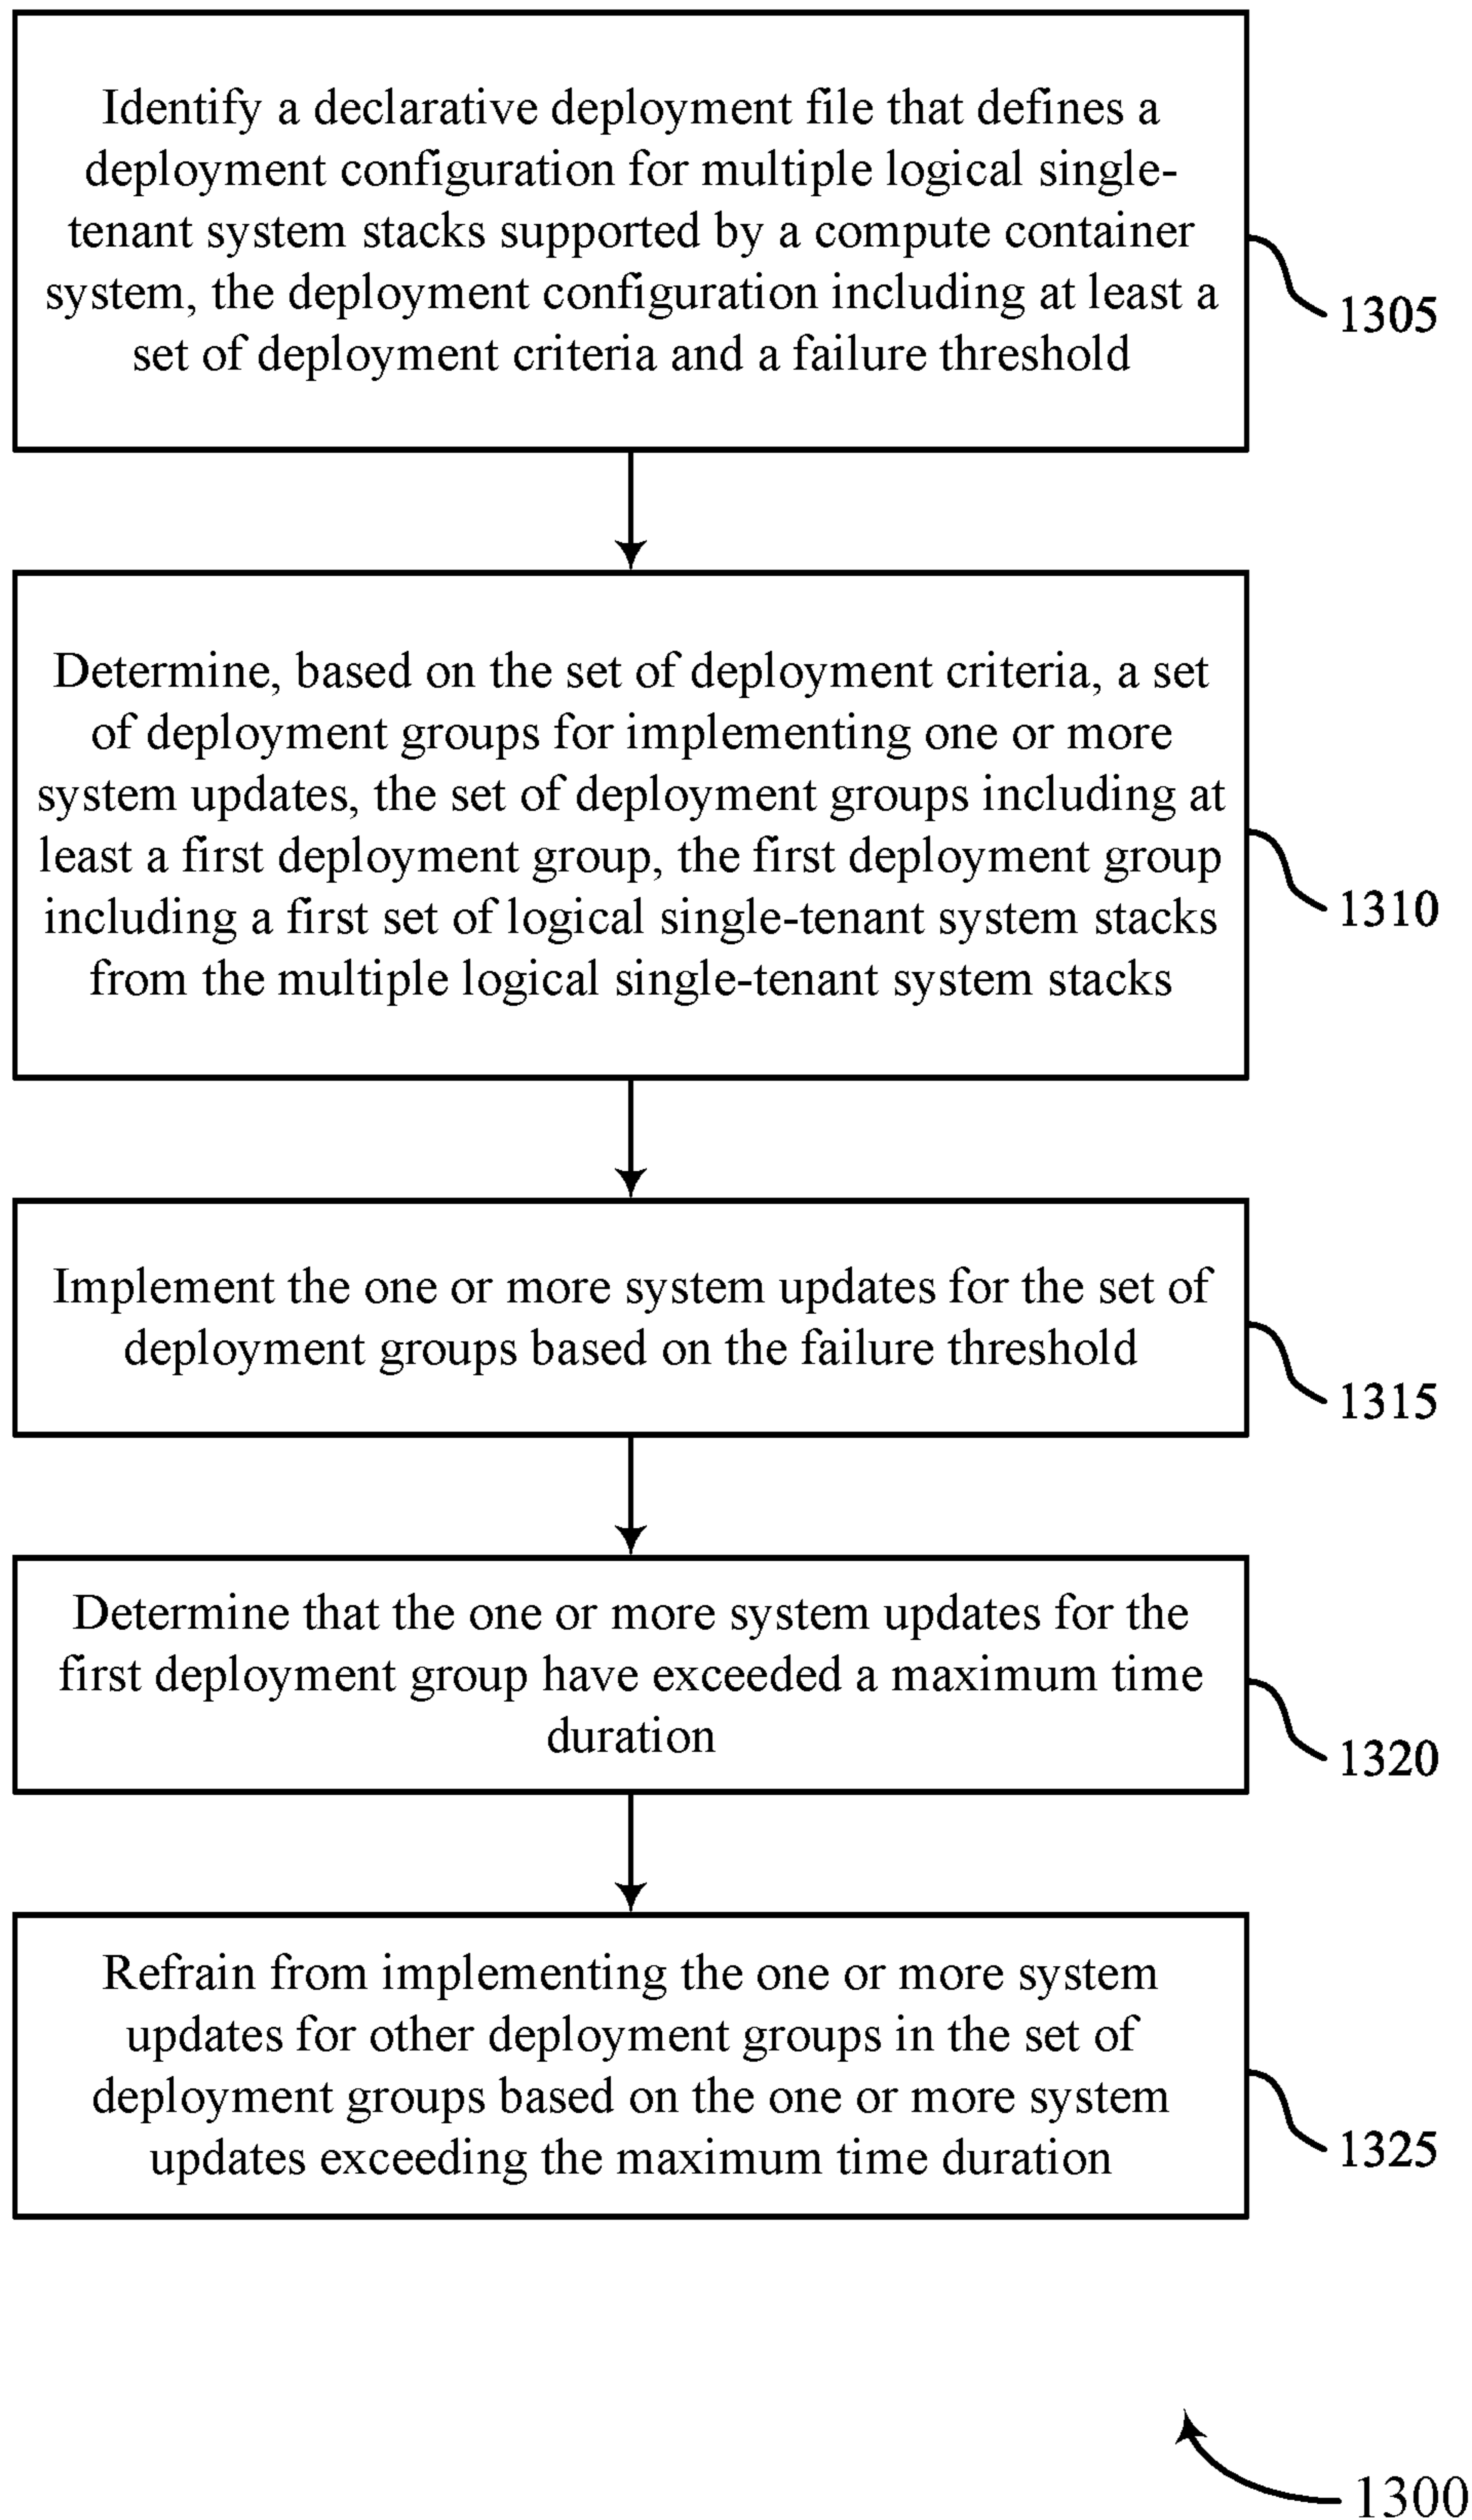 Identify a declarative deployment file that defines a
deployment configuration for multiple logical single-
tenant system stacks supported by a compute container
system, the deployment configuration including at least a
set of deployment criteria and a failure threshold
1305
Determine, based on the set of deployment criteria, a set
of deployment groups for implementing one or more
system updates, the set of deployment groups including at
least a first deployment group, the first deployment group
including a first set of logical single-tenant system stacks
from the multiple logical single-tenant system stacks
1310
Implement the one or more system updates for the set of
deployment groups based on the failure threshold
1315
Determine that the one or more system updates for the
first deployment group have exceeded a maximum time
duration
1320
Refrain from implementing the one or more system
updates for other deployment groups in the set of
deployment groups based on the one or more system
updates exceeding the maximum time duration
1325
1300